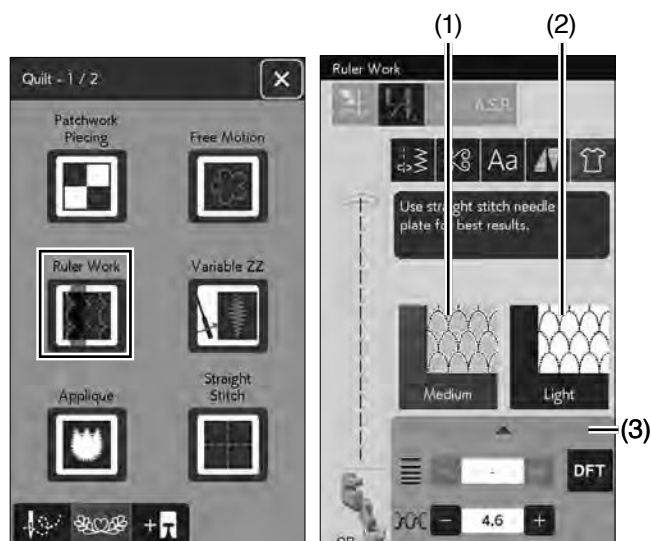 (1) (2)
Quilt - 1 / 2
Patchwork
Piecing
Free Motion
Ruler Work
Variable ZZ
Applique
Straight
Stitch
Ruler Work
A.S.R.
Aa
Use straight stitch needle
plate for best results.
Medium
Light
(3)
DFT
- 4.6 +